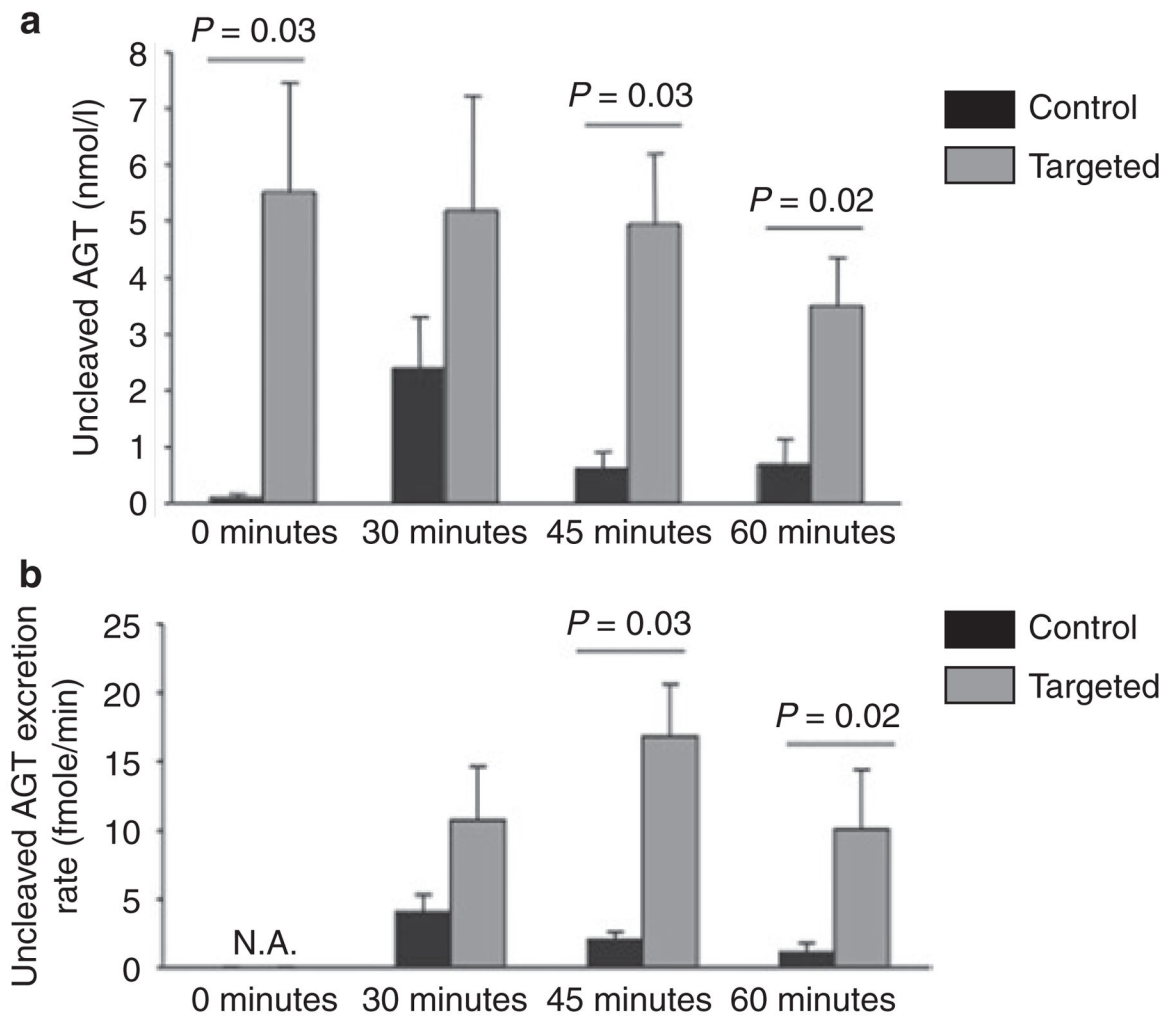 a
P = 0.03
8
7
6
5
4
3
2
1
0
Uncleaved AGT (nmol/l)
P = 0.03
P = 0.02
Control
Targeted
0 minutes 30 minutes 45 minutes 60 minutes
b
25
20
15
10
5
0
Uncleaved AGT excretion
rate (fmole/min)
N.A.
P = 0.03
P = 0.02
Control
Targeted
0 minutes 30 minutes 45 minutes 60 minutes